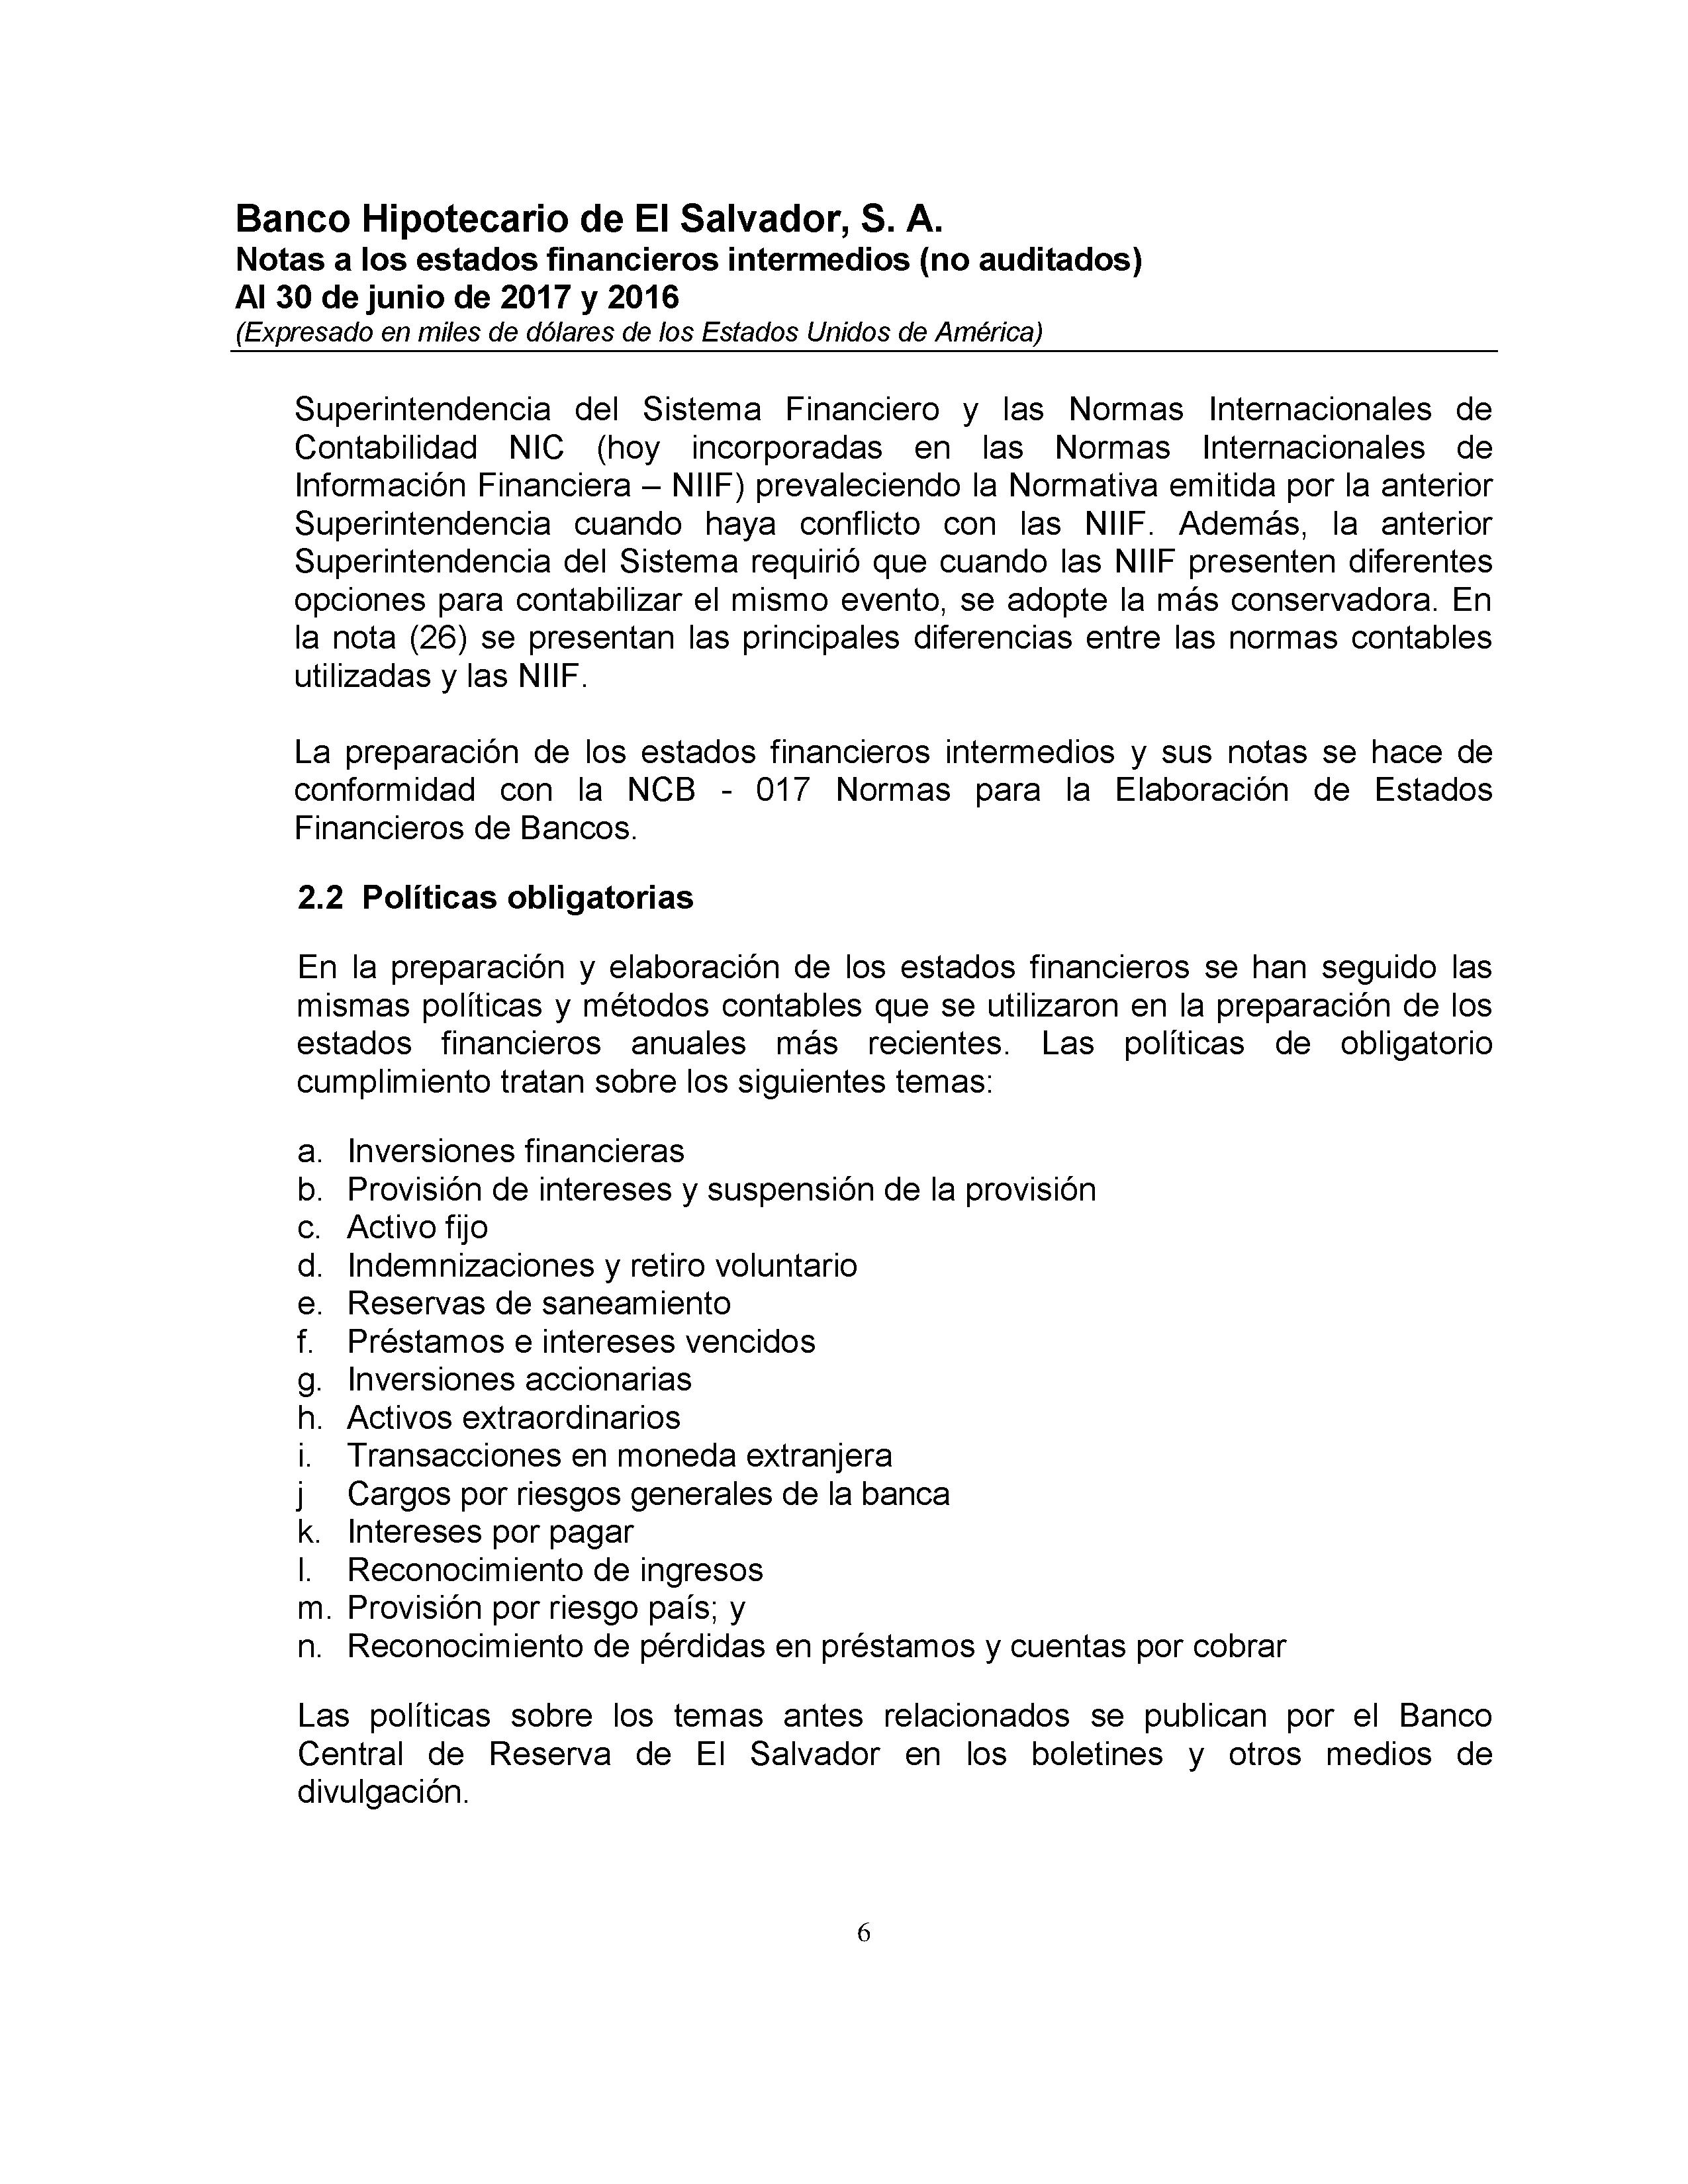 Banco Hipotecario de El Salvador, S. A.
Notas a los estados financieros intermedios (no auditados)
Al 30 de junio de 2017 y 2016
(Expresado en miles de dólares de los Estados Unidos de América)
Superintendencia del Sistema Financiero y las Normas Internacionales de
Contabilidad NIC (hoy incorporadas en las Normas Internacionales de
Información Financiera – NIIF) prevaleciendo la Normativa emitida por la anterior
Superintendencia cuando haya conflicto con las NIIF. Además, la anterior
Superintendencia del Sistema requirió que cuando las NIIF presenten diferentes
opciones para contabilizar el mismo evento, se adopte la más conservadora. En
la nota (26) se presentan las principales diferencias entre las normas contables
utilizadas y las NIIF.
La preparación de los estados financieros intermedios y sus notas se hace de
conformidad con la NCB - 017 Normas para la Elaboración de Estados
Financieros de Bancos.
2.2 Políticas obligatorias
En la preparación y elaboración de los estados financieros se han seguido las
mismas políticas y métodos contables que se utilizaron en la preparación de los
estados financieros anuales más recientes. Las políticas de obligatorio
cumplimiento tratan sobre los siguientes temas:
a. Inversiones financieras
b. Provisión de intereses y suspensión de la provisión
c. Activo fijo
d. Indemnizaciones y retiro voluntario
e. Reservas de saneamiento
f. Préstamos e intereses vencidos
g. Inversiones accionarias
h. Activos extraordinarios
i. Transacciones en moneda extranjera
j Cargos por riesgos generales de la banca
k. Intereses por pagar
l. Reconocimiento de ingresos
m. Provisión por riesgo país; y
n. Reconocimiento de pérdidas en préstamos y cuentas por cobrar
Las políticas sobre los temas antes relacionados se publican por el Banco
Central de Reserva de El Salvador en los boletines y otros medios de
divulgación.
6